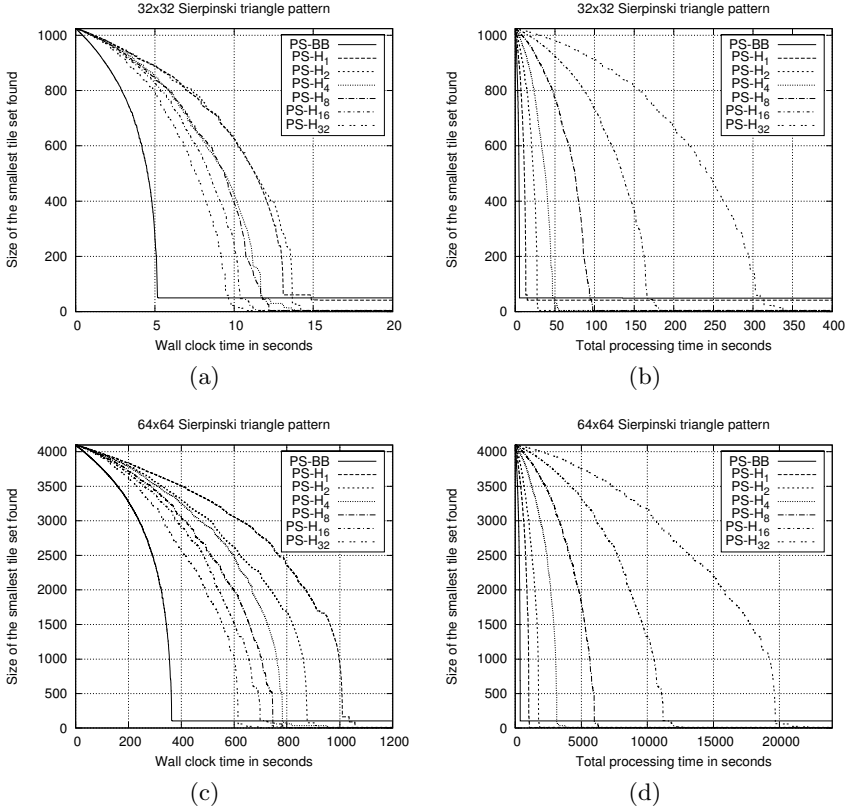 32x32 Sierpinski triangle pattern
Size of the smallest tile set found
1000
800
600
400
200
0
0 5 10 15 20
Wall clock time in seconds
PS-BB
PS-H1
PS-H2
PS-H4
PS-H8
PS-H16
PS-H32
(a)
32x32 Sierpinski triangle pattern
Size of the smallest tile set found
1000
800
600
400
200
0
0 50 100 150 200 250 300 350 400
Total processing time in seconds
PS-BB
PS-H1
PS-H2
PS-H4
PS-H8
PS-H16
PS-H32
(b)
64x64 Sierpinski triangle pattern
Size of the smallest tile set found
4000
3500
3000
2500
2000
1500
1000
500
0
0 200 400 600 800 1000 1200
Wall clock time in seconds
PS-BB
PS-H1
PS-H2
PS-H4
PS-H8
PS-H16
PS-H32
(c)
64x64 Sierpinski triangle pattern
Size of the smallest tile set found
4000
3500
3000
2500
2000
1500
1000
500
0
0 5000 10000 15000 20000
Total processing time in seconds
PS-BB
PS-H1
PS-H2
PS-H4
PS-H8
PS-H16
PS-H32
(d)